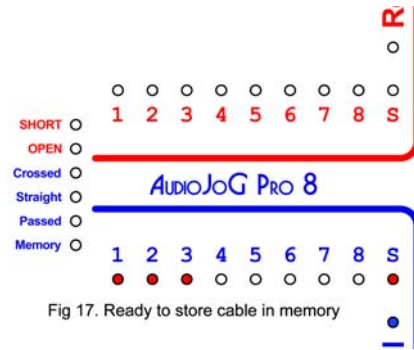 R
1 2 3 4 5 6 7 8 S
SHORT
OPEN
Crossed
Straight
Passed
Memory
AudioJoG Pro 8
1 2 3 4 5 6 7 8 S
Fig 17. Ready to store cable in memory
I